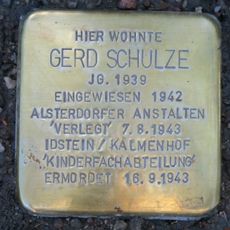 HIER WOHNTE
GERD SCHULZE
JG. 1939
EINGEWIESEN 1942
ALSTERDORFER ANSTALTEN
'VERLEGT' 7.8.1943
IDSTEIN / KALMENHOF
'KINDERFACHABTEILUNG'
ERMORDET 16.9.1943